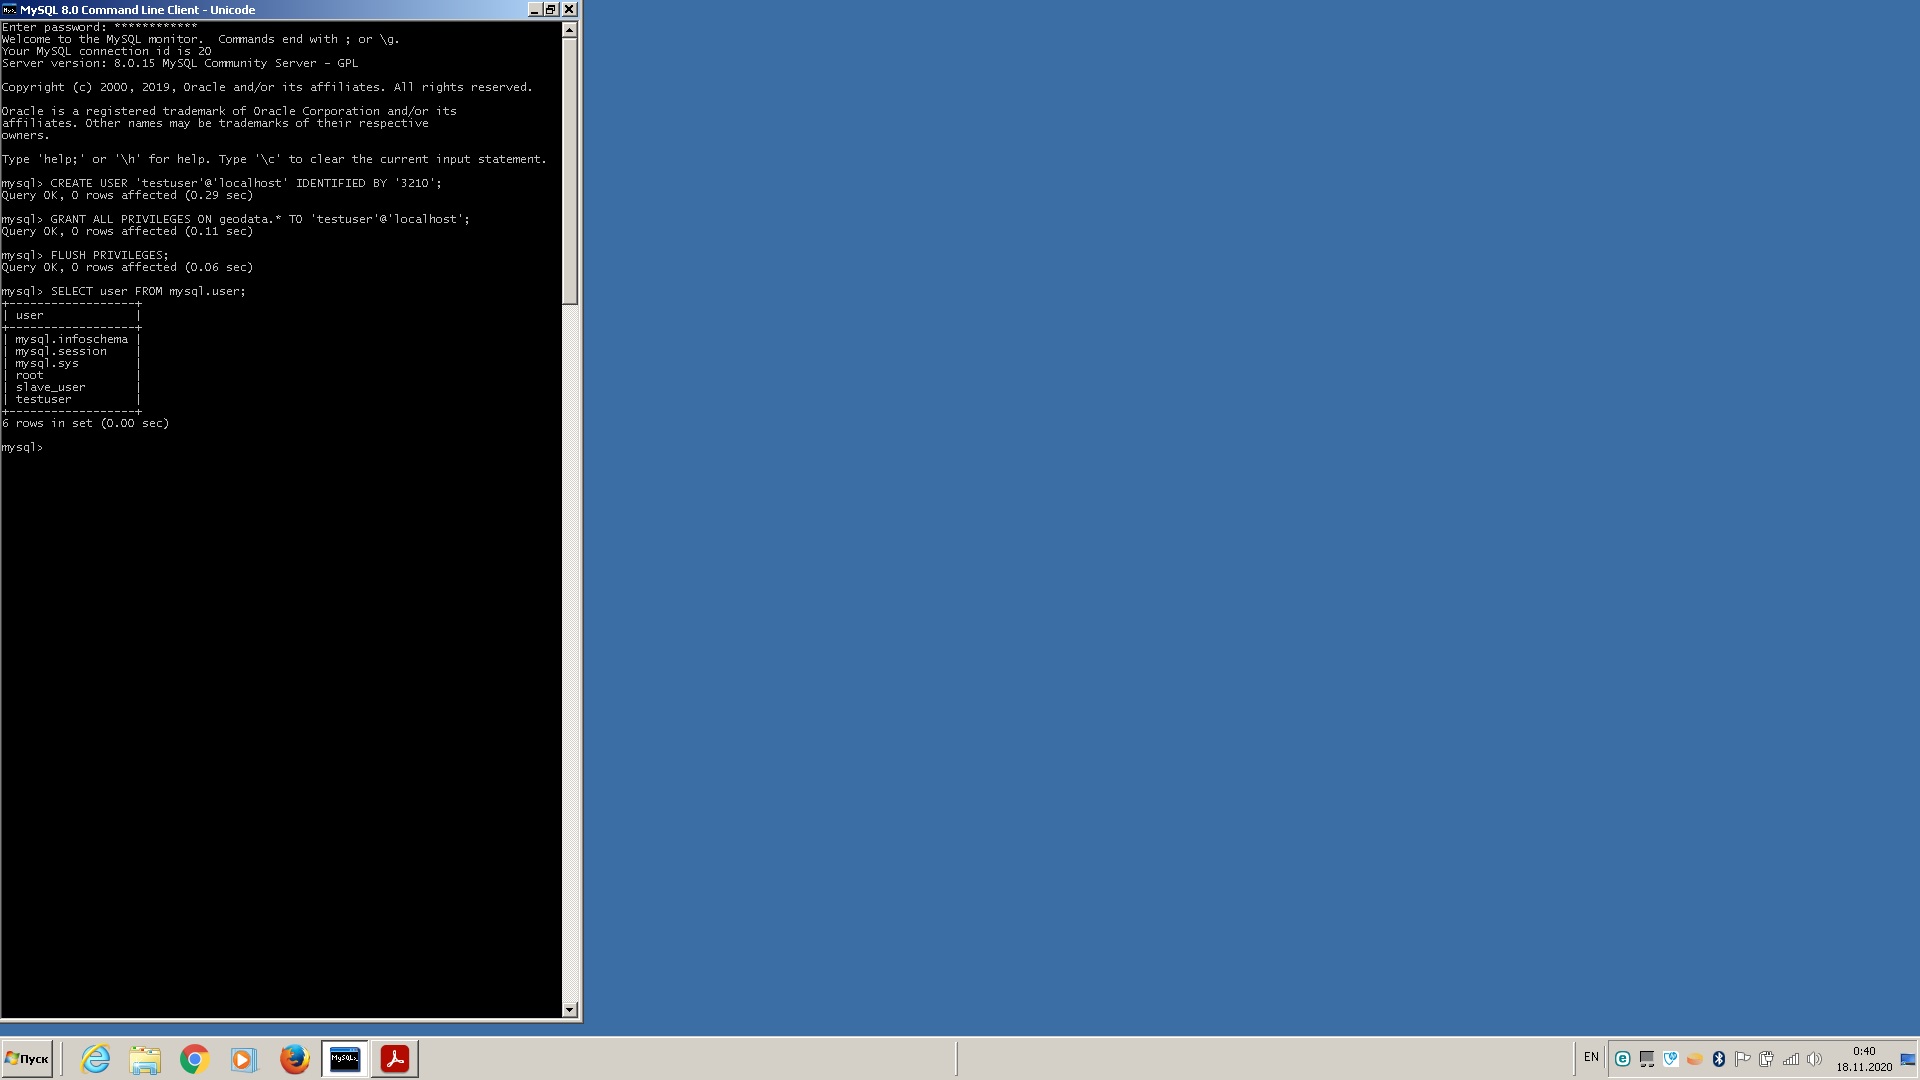 MySQL 8.0 Command Line Client - Unicode
Enter password: ************
Welcome to the MySQL monitor.  Commands end with ; or \g.
Your MySQL connection id is 20
Server version: 8.0.15 MySQL Community Server - GPL
Copyright (c) 2000, 2019, Oracle and/or its affiliates. All rights reserved.
Oracle is a registered trademark of Oracle Corporation and/or its
affiliates. Other names may be trademarks of their respective
owners.
Type 'help;' or '\h' for help. Type '\c' to clear the current input statement.
mysql> CREATE USER 'testuser'@'localhost' IDENTIFIED BY '3210';
Query OK, 0 rows affected (0.29 sec)
mysql> GRANT ALL PRIVILEGES ON geodata.* TO 'testuser'@'localhost';
Query OK, 0 rows affected (0.11 sec)
mysql> FLUSH PRIVILEGES;
Query OK, 0 rows affected (0.06 sec)
mysql> SELECT user FROM mysql.user;
+------------------+
| user             |
+------------------+
| mysql.infoschema |
| mysql.session    |
| mysql.sys        |
| root             |
| slave_user       |
| testuser         |
+------------------+
6 rows in set (0.00 sec)
mysql>
Пуск
MySQL>
EN
0:40
18.11.2020